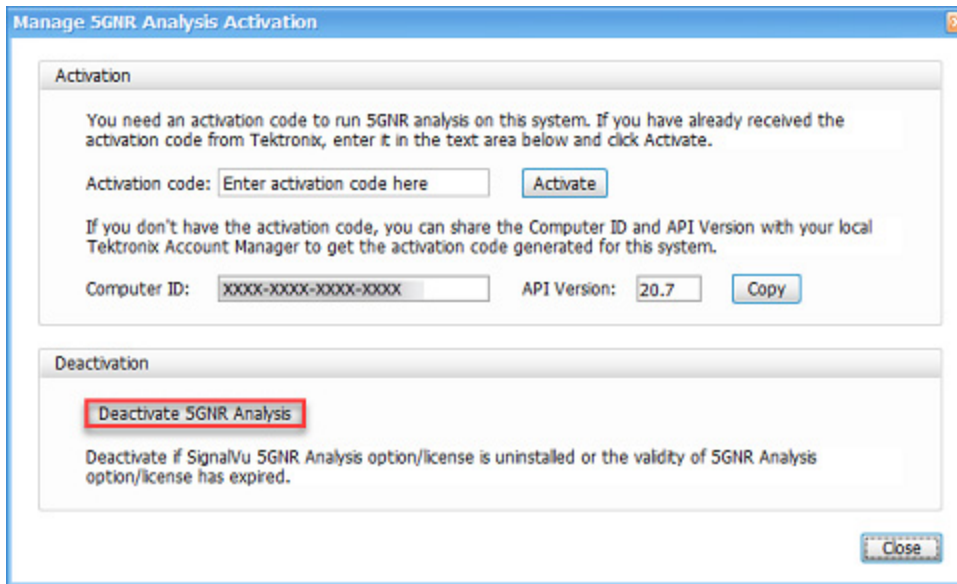 Manage 5GNR Analysis Activation
Activation
You need an activation code to run 5GNR analysis on this system. If you have already received the
activation code from Tektronix, enter it in the text area below and click Activate.
Activation code: Enter activation code here Activate
If you don't have the activation code, you can share the Computer ID and API Version with your local
Tektronix Account Manager to get the activation code generated for this system.
Computer ID: XXXX-XXXX-XXXX-XXXX API Version: 20.7 Copy
Deactivation
Deactivate 5GNR Analysis
Deactivate if SignalVu 5GNR Analysis option/license is uninstalled or the validity of 5GNR Analysis
option/license has expired.
Close